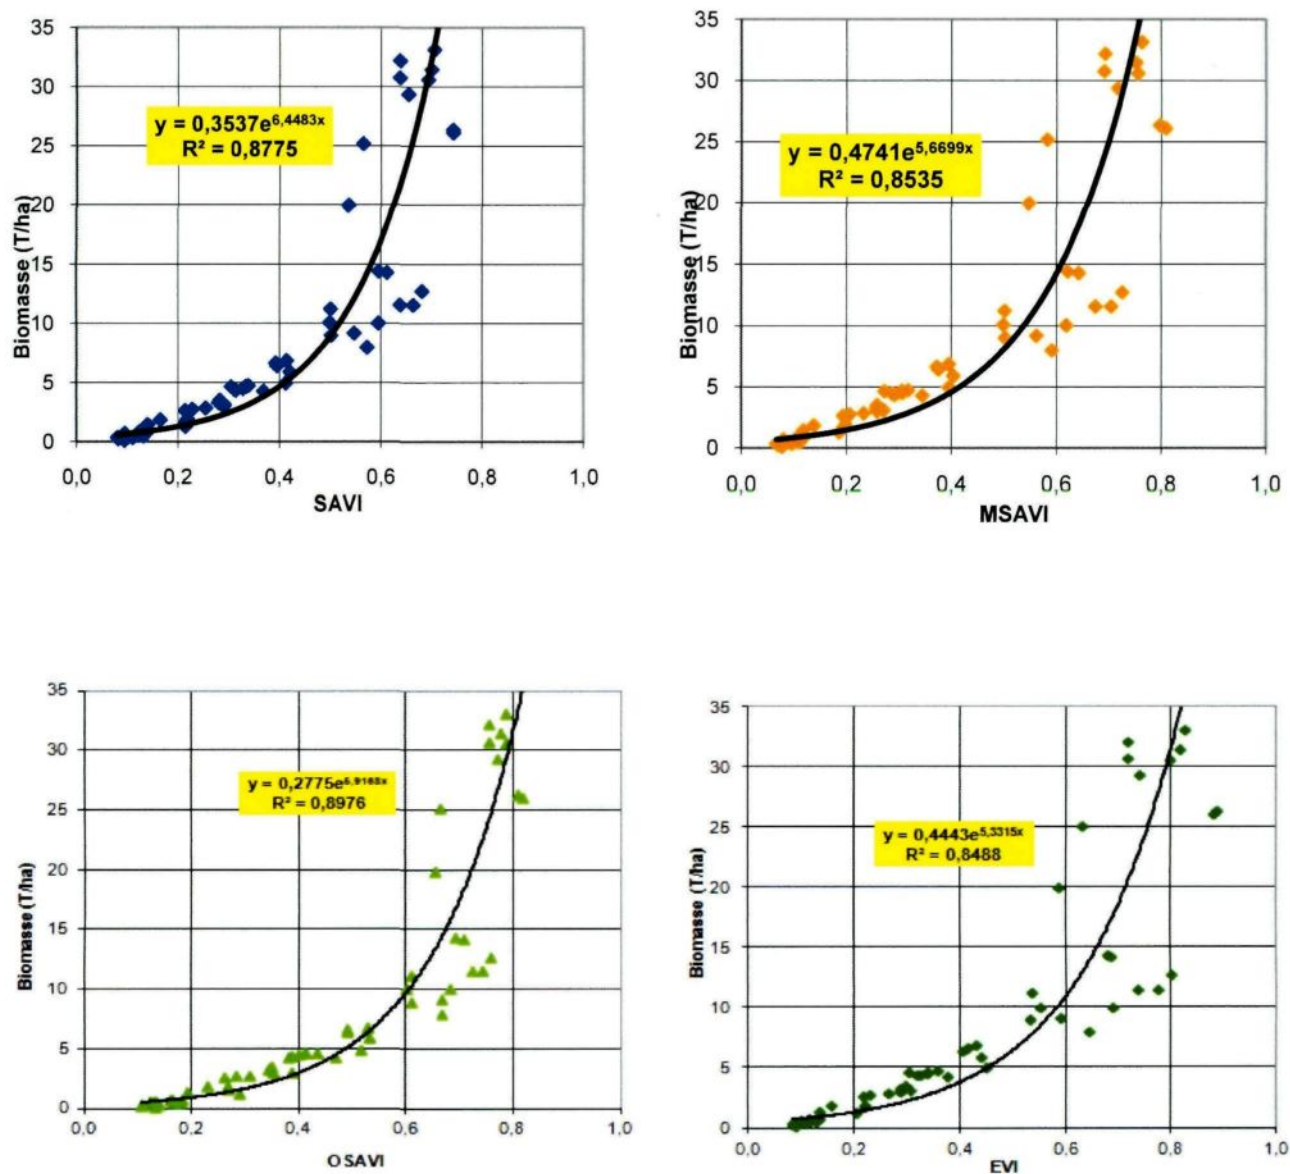 35
30
25
20
15
10
5
0
Biomasse (T/ha)
y = 0,3537e^6,4483x
R² = 0,8775
0,0 0,2 0,4 0,6 0,8 1,0
SAVI
35
30
25
20
15
10
5
0
Biomasse (T/ha)
y = 0,4741e^5,6699x
R² = 0,8535
0,0 0,2 0,4 0,6 0,8 1,0
MSAVI
35
30
25
20
15
10
5
0
Biomasse (T/ha)
y = 0,2775e^5,9168x
R² = 0,8976
0,0 0,2 0,4 0,6 0,8 1,0
OSAVI
35
30
25
20
15
10
5
0
Biomasse (T/ha)
y = 0,4443e^5,3315x
R² = 0,8488
0,0 0,2 0,4 0,6 0,8 1,0
EVI